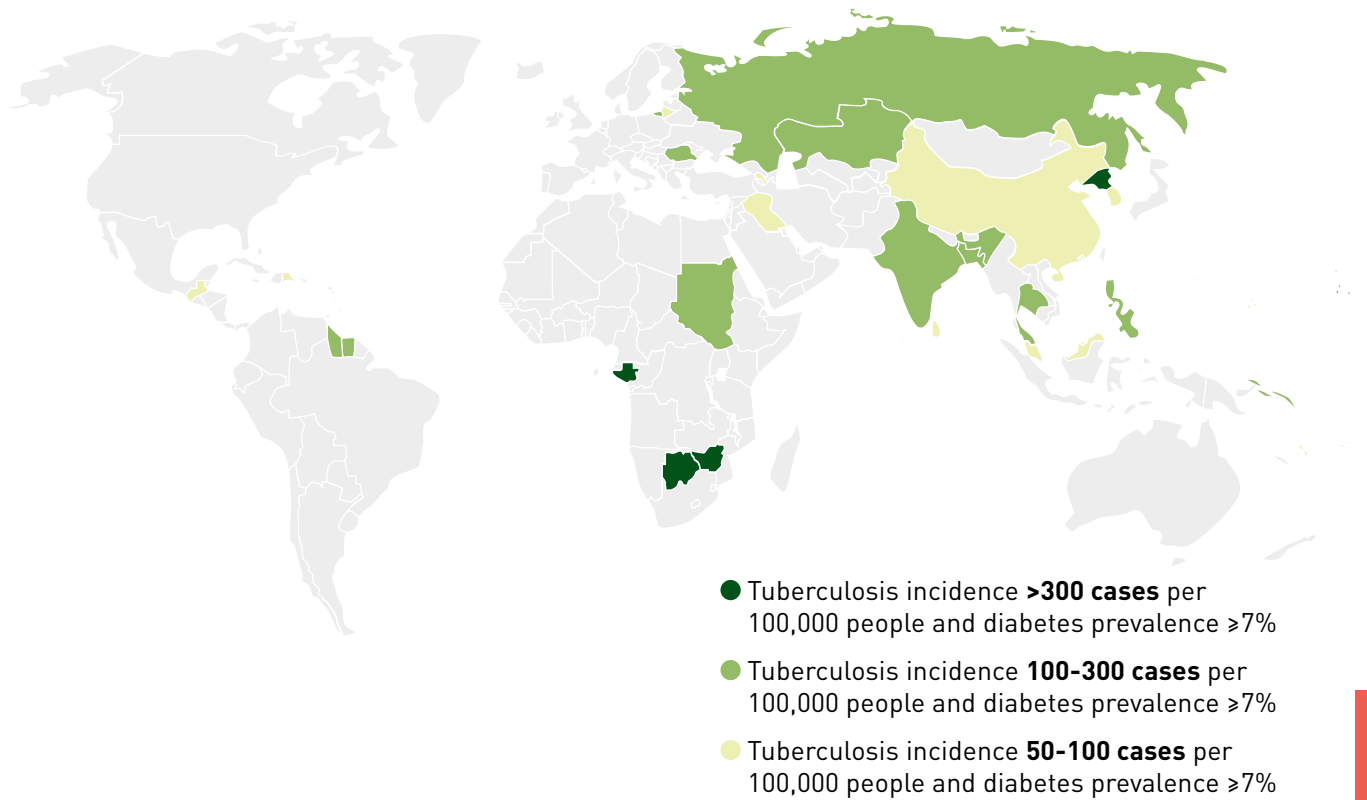 Tuberculosis incidence >300 cases per
100,000 people and diabetes prevalence ⩾7%
Tuberculosis incidence 100-300 cases per
100,000 people and diabetes prevalence ⩾7%
Tuberculosis incidence 50-100 cases per
100,000 people and diabetes prevalence ⩾7%